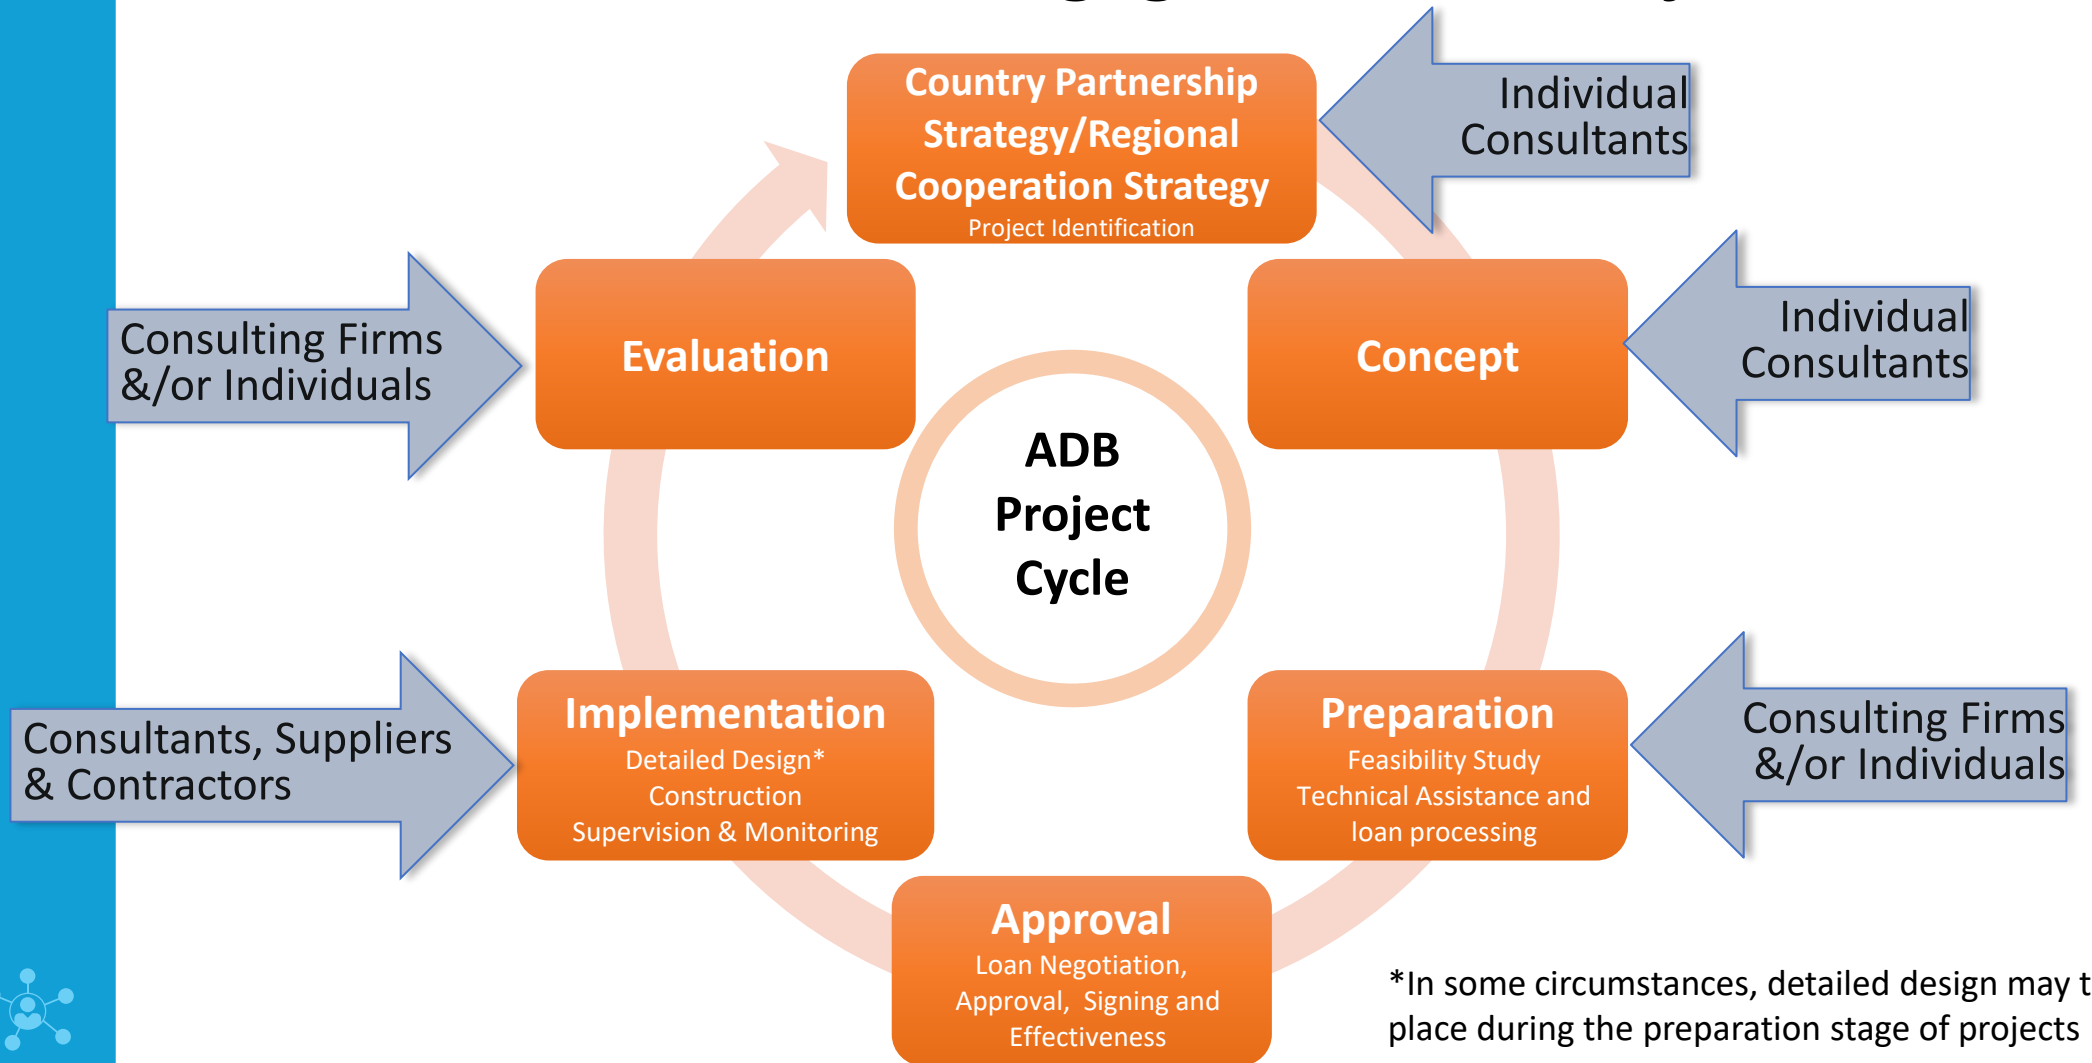 Country Partnership
Strategy/Regional
Cooperation Strategy
Project Identification
Individual
Consultants
Evaluation
Consulting Firms
&/or Individuals
Concept
Individual
Consultants
ADB
Project
Cycle
Implementation
Detailed Design*
Construction
Supervision & Monitoring
Consultants, Suppliers
& Contractors
Preparation
Feasibility Study
Technical Assistance and
loan processing
Consulting Firms
&/or Individuals
Approval
Loan Negotiation,
Approval, Signing and
Effectiveness
*In some circumstances, detailed design may t
place during the preparation stage of projects